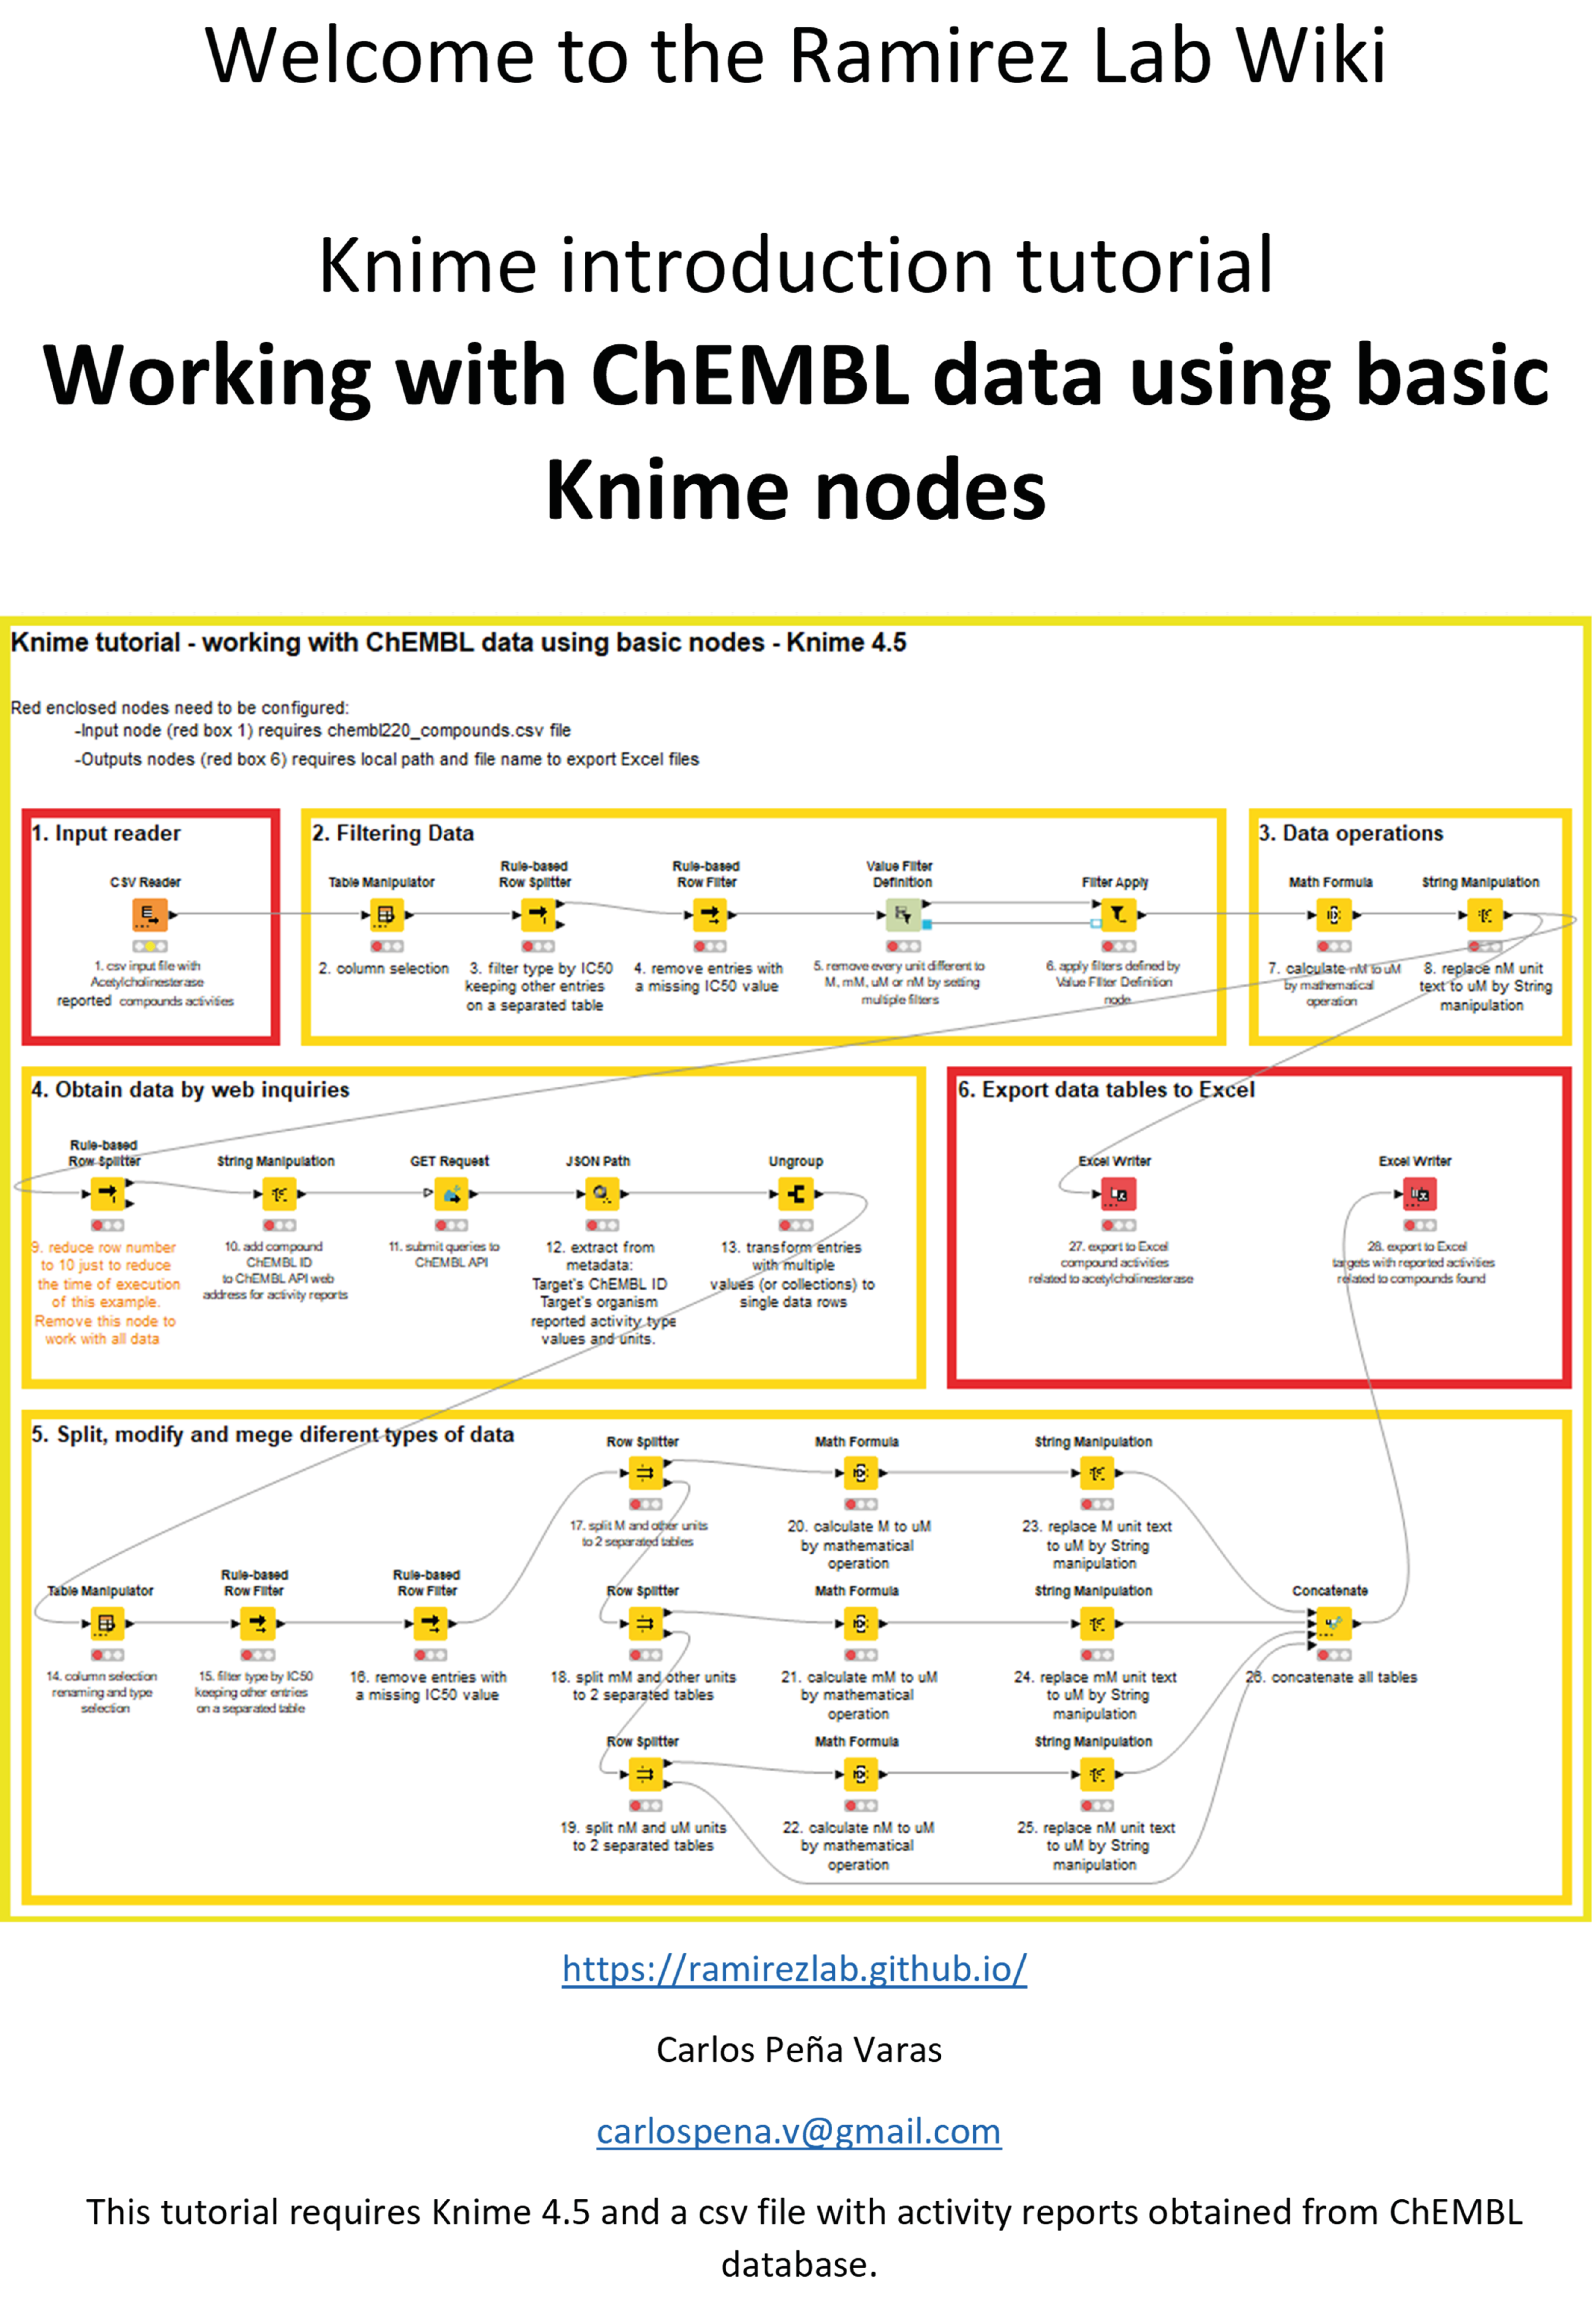 Welcome to the Ramirez Lab Wiki
Knime introduction tutorial
Working with ChEMBL data using basic
Knime nodes
Knime tutorial - working with ChEMBL data using basic nodes - Knime 4.5
Red enclosed nodes need to be configured:
-Input node (red box 1) requires chembl220_compounds.csv file
-Outputs nodes (red box 6) requires local path and file name to export Excel files
1. Input reader
CSV Reader
1. csv input file with
Acetylcholinesterase
reported compounds activities
2. Filtering Data
Table Manipulator
2. column selection
Rule-based
Row Splitter
3. filter type by IC50
keeping other entries
on a separated table
Rule-based
Row Filter
4. remove entries with
a missing IC50 value
Value Filter
Definition
5. remove every unit different to
M, mM, uM or nM by setting
multiple filters
Filter Apply
6. apply filters defined by
Value Filter Definition
node
3. Data operations
Math Formula
7. calculate nM to uM
by mathematical
operation
String Manipulation
8. replace nM unit
text to uM by String
manipulation
4. Obtain data by web inquiries
Rule-based
Row Splitter
9. reduce row number
to 10 just to reduce
the time of execution
of this example.
Remove this node to
work with all data
String Manipulation
10. add compound
ChEMBL ID
to ChEMBL API web
address for activity reports
GET Request
11. submit queries to
ChEMBL API
JSON Path
12. extract from
metadata:
Target's ChEMBL ID
Target's organism
reported activity type
values and units.
Ungroup
13. transform entries
with multiple
values (or collections) to
single data rows
6. Export data tables to Excel
Excel Writer
27. export to Excel
compound activities
related to acetylcholinesterase
Excel Writer
28. export to Excel
targets with reported activities
related to compounds found
5. Split, modify and mege diferent types of data
Table Manipulator
14. column selection
renaming and type
selection
Rule-based
Row Filter
15. filter type by IC50
keeping other entries
on a separated table
Rule-based
Row Filter
16. remove entries with
a missing IC50 value
Row Splitter
17. split M and other units
to 2 separated tables
Math Formula
20. calculate M to uM
by mathematical
operation
String Manipulation
23. replace M unit text
to uM by String
manipulation
Row Splitter
18. split mM and other units
to 2 separated tables
Math Formula
21. calculate mM to uM
by mathematical
operation
String Manipulation
24. replace mM unit text
to uM by String
manipulation
Concatenate
26. concatenate all tables
Row Splitter
19. split nM and uM units
to 2 separated tables
Math Formula
22. calculate nM to uM
by mathematical
operation
String Manipulation
25. replace nM unit text
to uM by String
manipulation
https://ramirezlab.github.io/
Carlos Peña Varas
carlospena.v@gmail.com
This tutorial requires Knime 4.5 and a csv file with activity reports obtained from ChEMBL
database.